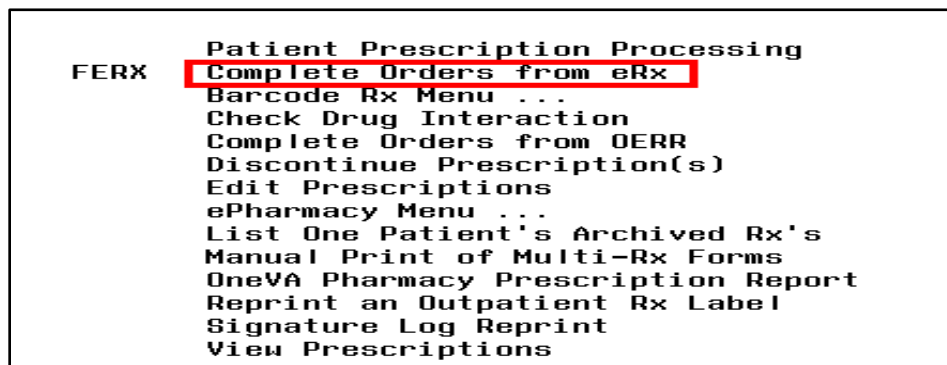 Patient Prescription Processing
FERX Complete Orders from eRx
Barcode Rx Menu ...
Check Drug Interaction
Complete Orders from OERR
Discontinue Prescription(s)
Edit Prescriptions
ePharmacy Menu ...
List One Patient's Archived Rx's
Manual Print of Multi-Rx Forms
OneVA Pharmacy Prescription Report
Reprint an Outpatient Rx Label
Signature Log Reprint
View Prescriptions